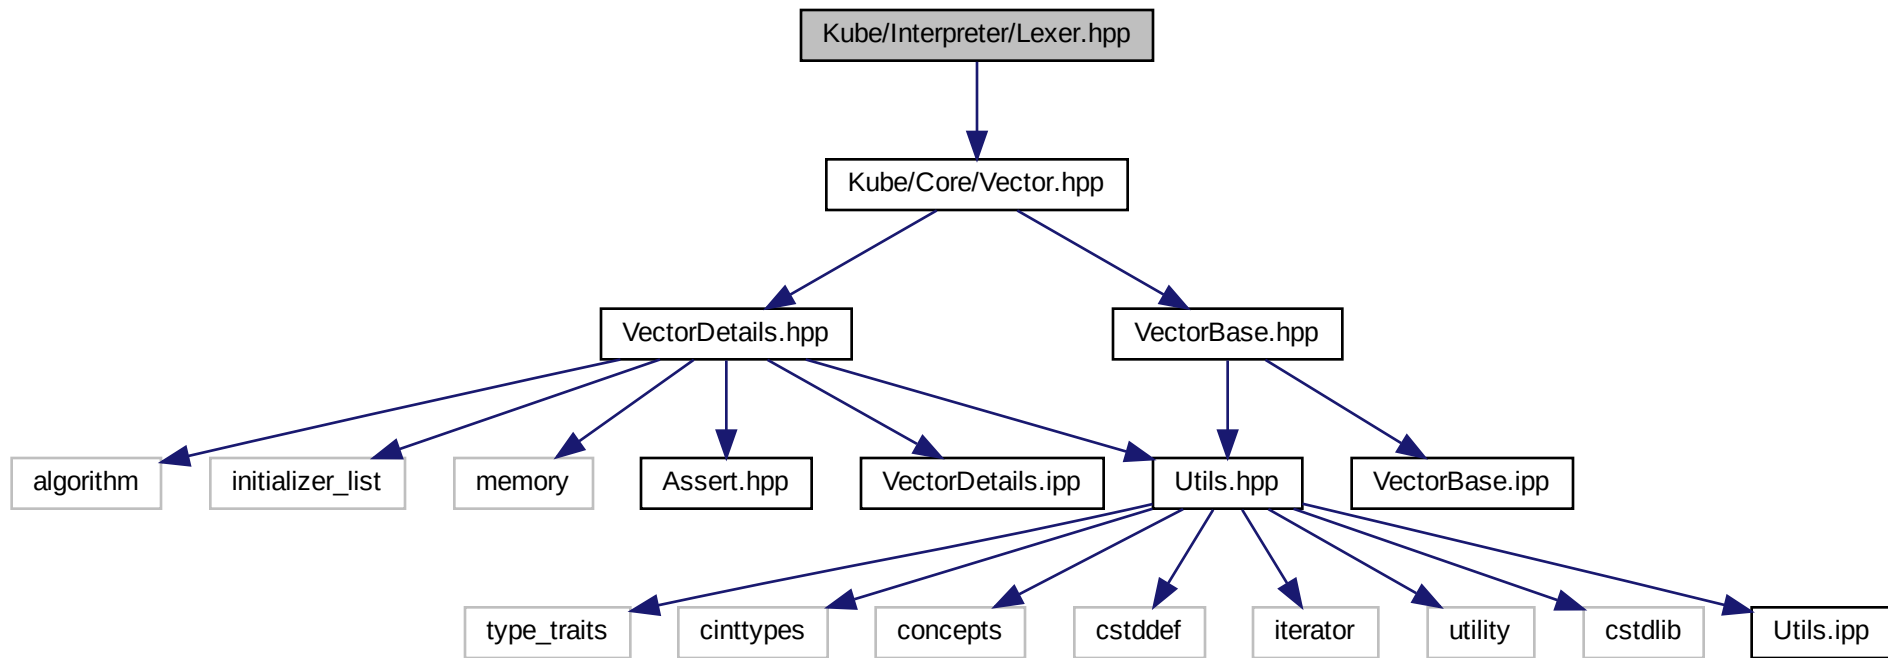 Kube/Interpreter/Lexer.hpp
Kube/Core/Vector.hpp
VectorDetails.hpp
VectorBase.hpp
algorithm
initializer_list
memory
Assert.hpp
VectorDetails.ipp
Utils.hpp
VectorBase.ipp
type_traits
cinttypes
concepts
cstddef
iterator
utility
cstdlib
Utils.ipp